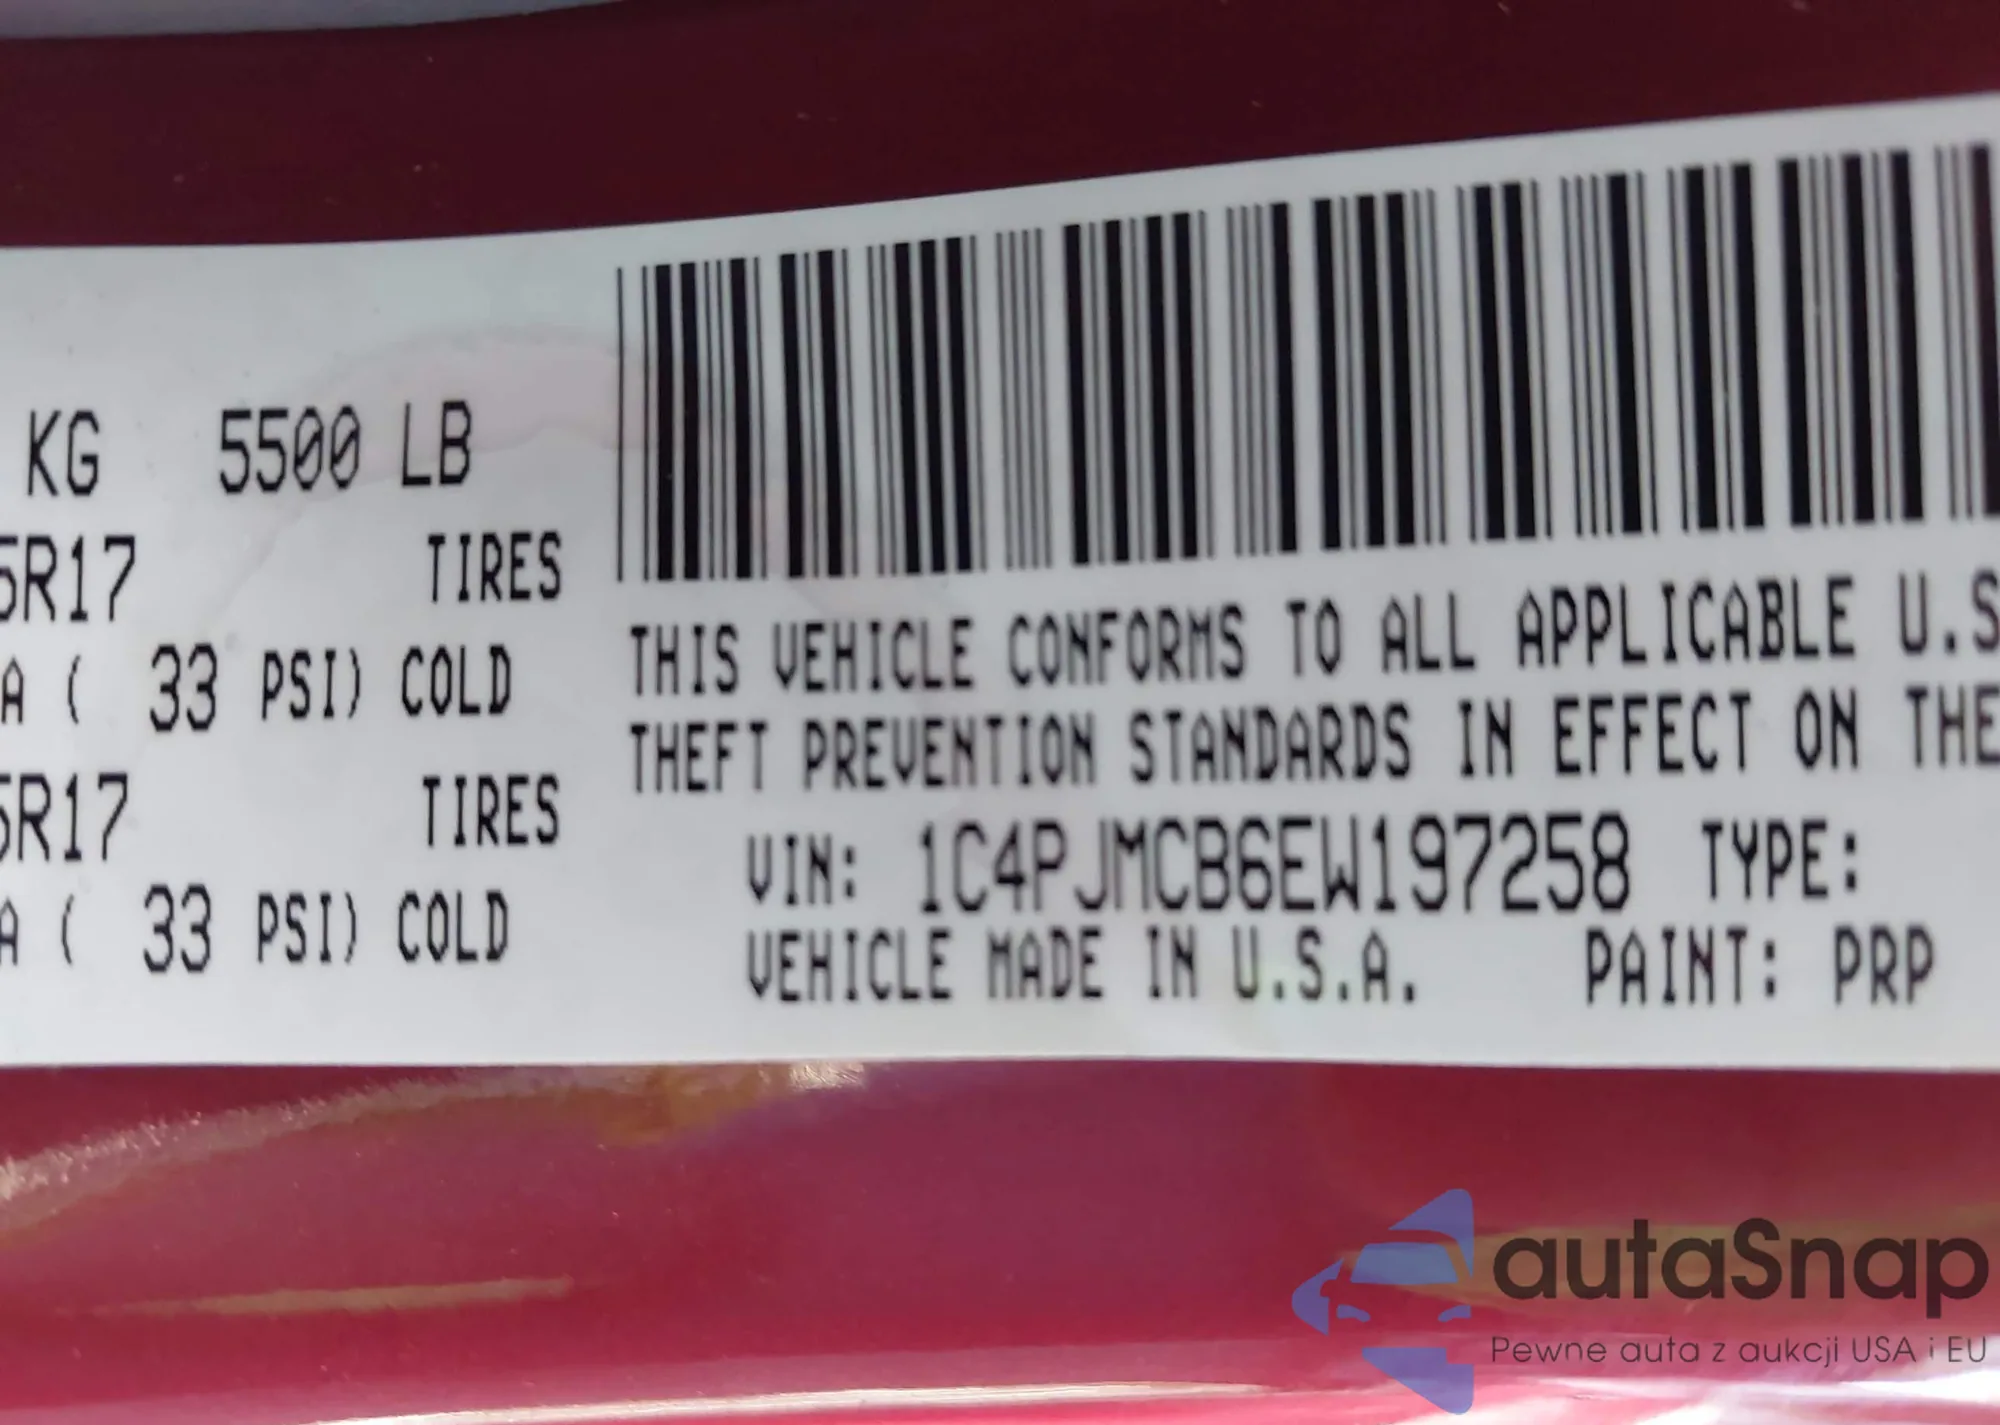 KG 5500 LB
5R17 TIRES
A ( 33 PSI) COLD
5R17 TIRES
A ( 33 PSI) COLD
THIS VEHICLE CONFORMS TO ALL APPLICABLE U.S
THEFT PREVENTION STANDARDS IN EFFECT ON THE
VIN: 1C4PJMCB6EW197258 TYPE:
VEHICLE MADE IN U.S.A. PAINT: PRP
autaSnap
Pewne auta z aukcji USA i EU